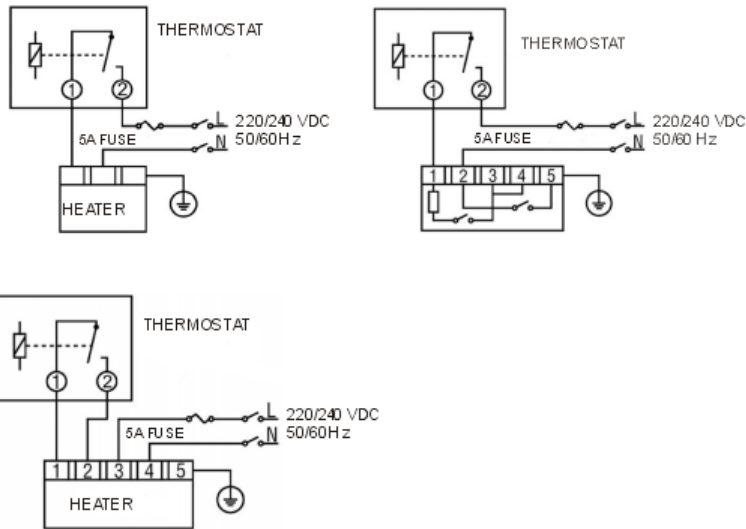 THERMOSTAT
1 2
L 220/240 VDC
5A FUSE N 50/60Hz
HEATER
THERMOSTAT
1 2
L 220/240 VDC
5A FUSE N 50/60Hz
1 2 3 4 5
THERMOSTAT
1 2
L 220/240 VDC
5A FUSE N 50/60Hz
1 2 3 4 5
HEATER